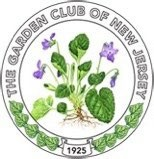 THE GARDEN CLUB OF NEW JERSEY
1925